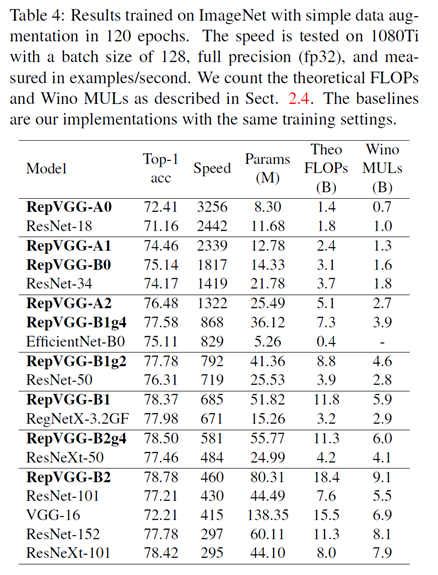 Table 4: Results trained on ImageNet with simple data aug-
mentation in 120 epochs. The speed is tested on 1080Ti
with a batch size of 128, full precision (fp32), and mea-
sured in examples/second. We count the theoretical FLOPs
and Wino MULs as described in Sect. 2.4. The baselines
are our implementations with the same training settings.
Model Top-1 acc Speed Params (M) Theo FLOPs (B) Wino MULs (B)
RepVGG-A0 72.41 3256 8.30 1.4 0.7
ResNet-18 71.16 2442 11.68 1.8 1.0
RepVGG-A1 74.46 2339 12.78 2.4 1.3
RepVGG-B0 75.14 1817 14.33 3.1 1.6
ResNet-34 74.17 1419 21.78 3.7 1.8
RepVGG-A2 76.48 1322 25.49 5.1 2.7
RepVGG-B1g4 77.58 868 36.12 7.3 3.9
EfficientNet-B0 75.11 829 5.26 0.4 -
RepVGG-B1g2 77.78 792 41.36 8.8 4.6
ResNet-50 76.31 719 25.53 3.9 2.8
RepVGG-B1 78.37 685 51.82 11.8 5.9
RegNetX-3.2GF 77.98 671 15.26 3.2 2.9
RepVGG-B2g4 78.50 581 55.77 11.3 6.0
ResNeXt-50 77.46 484 24.99 4.2 4.1
RepVGG-B2 78.78 460 80.31 18.4 9.1
ResNet-101 77.21 430 44.49 7.6 5.5
VGG-16 72.21 415 138.35 15.5 6.9
ResNet-152 77.78 297 60.11 11.3 8.1
ResNeXt-101 78.42 295 44.10 8.0 7.9